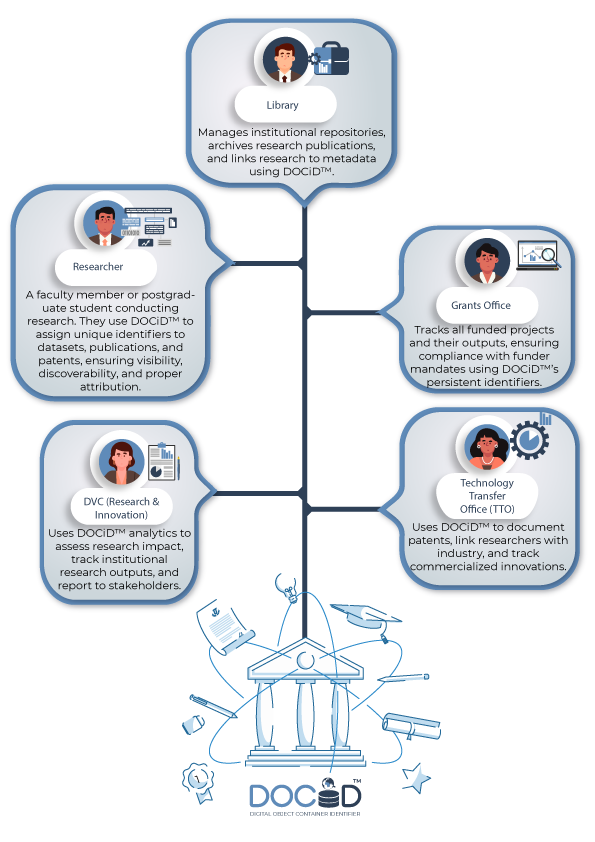 Library
Manages institutional repositories,
archives research publications,
and links research to metadata
using DOCiD™.
Researcher
A faculty member or postgrad-
uate student conducting
research. They use DOCiD™ to
assign unique identifiers to
datasets, publications, and
patents, ensuring visibility,
discoverability, and proper
attribution.
Grants Office
Tracks all funded projects
and their outputs, ensuring
compliance with funder
mandates using DOCiD™'s
persistent identifiers.
DVC (Research &
Innovation)
Uses DOCiD™ analytics to
assess research impact,
track institutional
research outputs, and
report to stakeholders.
Technology
Transfer
Office (TTO)
Uses DOCiD™ to document
patents, link researchers with
industry, and track
commercialized innovations.
1
DOCiD™
DIGITAL OBJECT CONTAINER IDENTIFIER